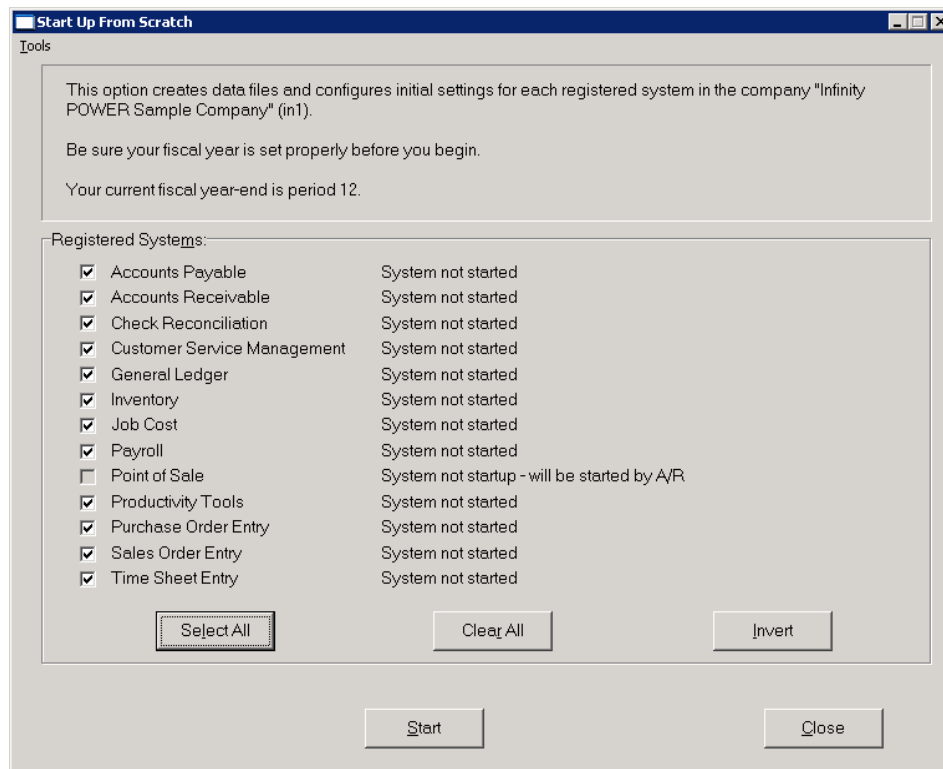 Start Up From Scratch
Tools
This option creates data files and configures initial settings for each registered system in the company "Infinity
POWER Sample Company" (in1).
Be sure your fiscal year is set properly before you begin.
Your current fiscal year-end is period 12.
Registered Systems:
Accounts Payable System not started
Accounts Receivable System not started
Check Reconciliation System not started
Customer Service Management System not started
General Ledger System not started
Inventory System not started
Job Cost System not started
Payroll System not started
Point of Sale System not startup - will be started by A/R
Productivity Tools System not started
Purchase Order Entry System not started
Sales Order Entry System not started
Time Sheet Entry System not started
Select All Clear All Invert
Start Close